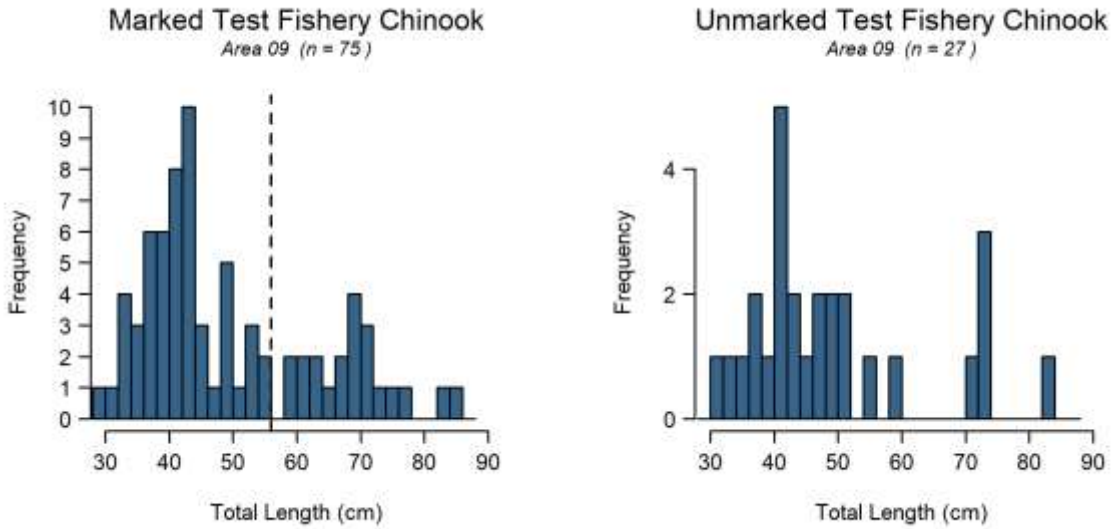 Marked Test Fishery Chinook
Area 09 (n = 75 )
10
9
8
7
6
5
4
3
2
1
0
Frequency
30 40 50 60 70 80 90
Total Length (cm)
Unmarked Test Fishery Chinook
Area 09 (n = 27 )
4
2
0
Frequency
30 40 50 60 70 80 90
Total Length (cm)